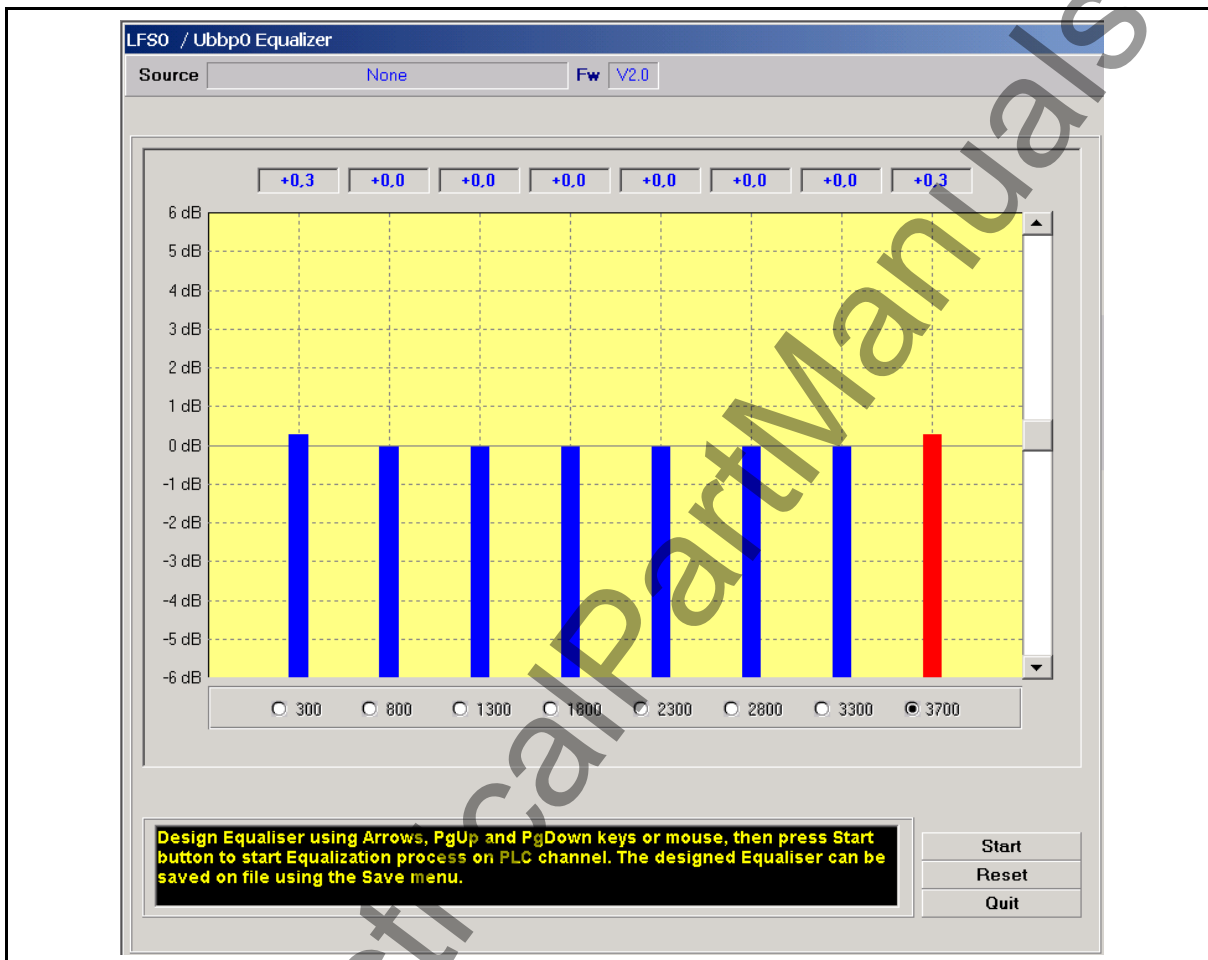 LFS0 / Ubbp0 Equalizer
Source None Fw V2.0
+0,3 +0,0 +0,0 +0,0 +0,0 +0,0 +0,0 +0,3
6 dB
5 dB
4 dB
3 dB
2 dB
1 dB
0 dB
-1 dB
-2 dB
-3 dB
-4 dB
-5 dB
-6 dB
300 800 1300 1800 2300 2800 3300 3700
Design Equaliser using Arrows, PgUp and PgDown keys or mouse, then press Start
button to start Equalization process on PLC channel. The designed Equaliser can be
saved on file using the Save menu.
Start
Reset
Quit
ctricalPartManuals